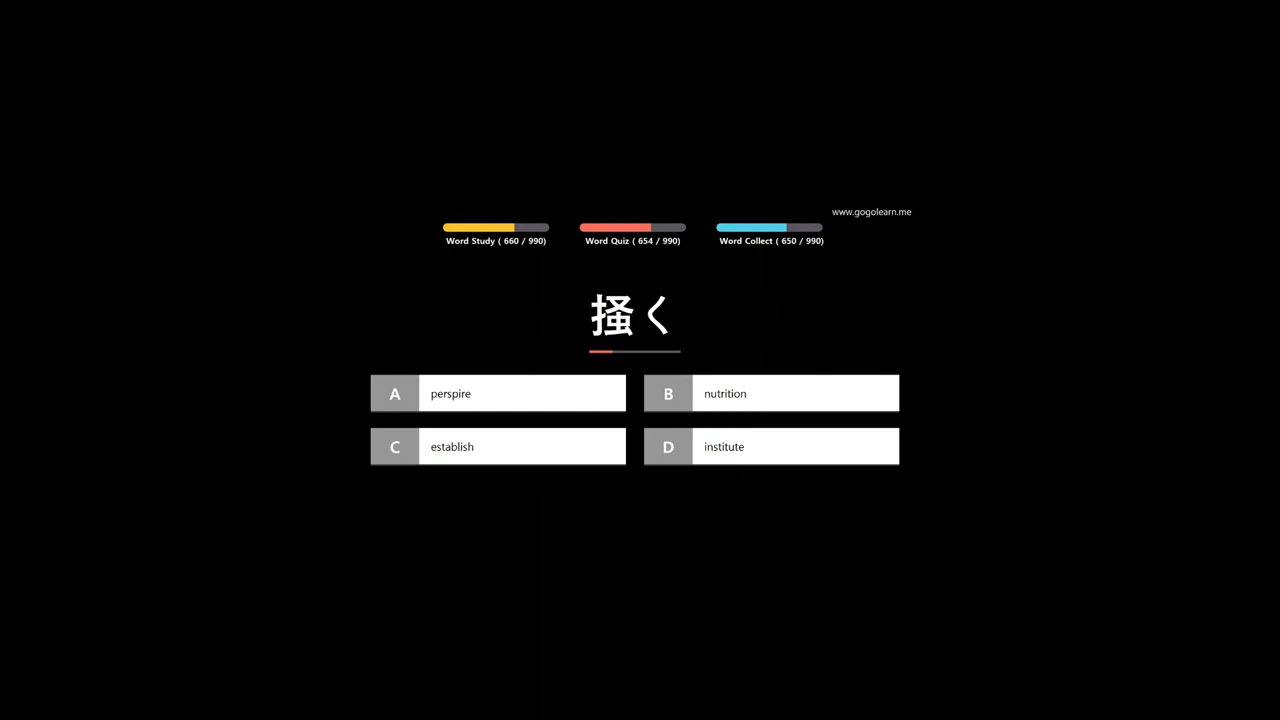 www.gogolearn.me
Word Study ( 660 / 990)
Word Quiz ( 654 / 990)
Word Collect ( 650 / 990)
掻く
A perspire
B nutrition
C establish
D institute